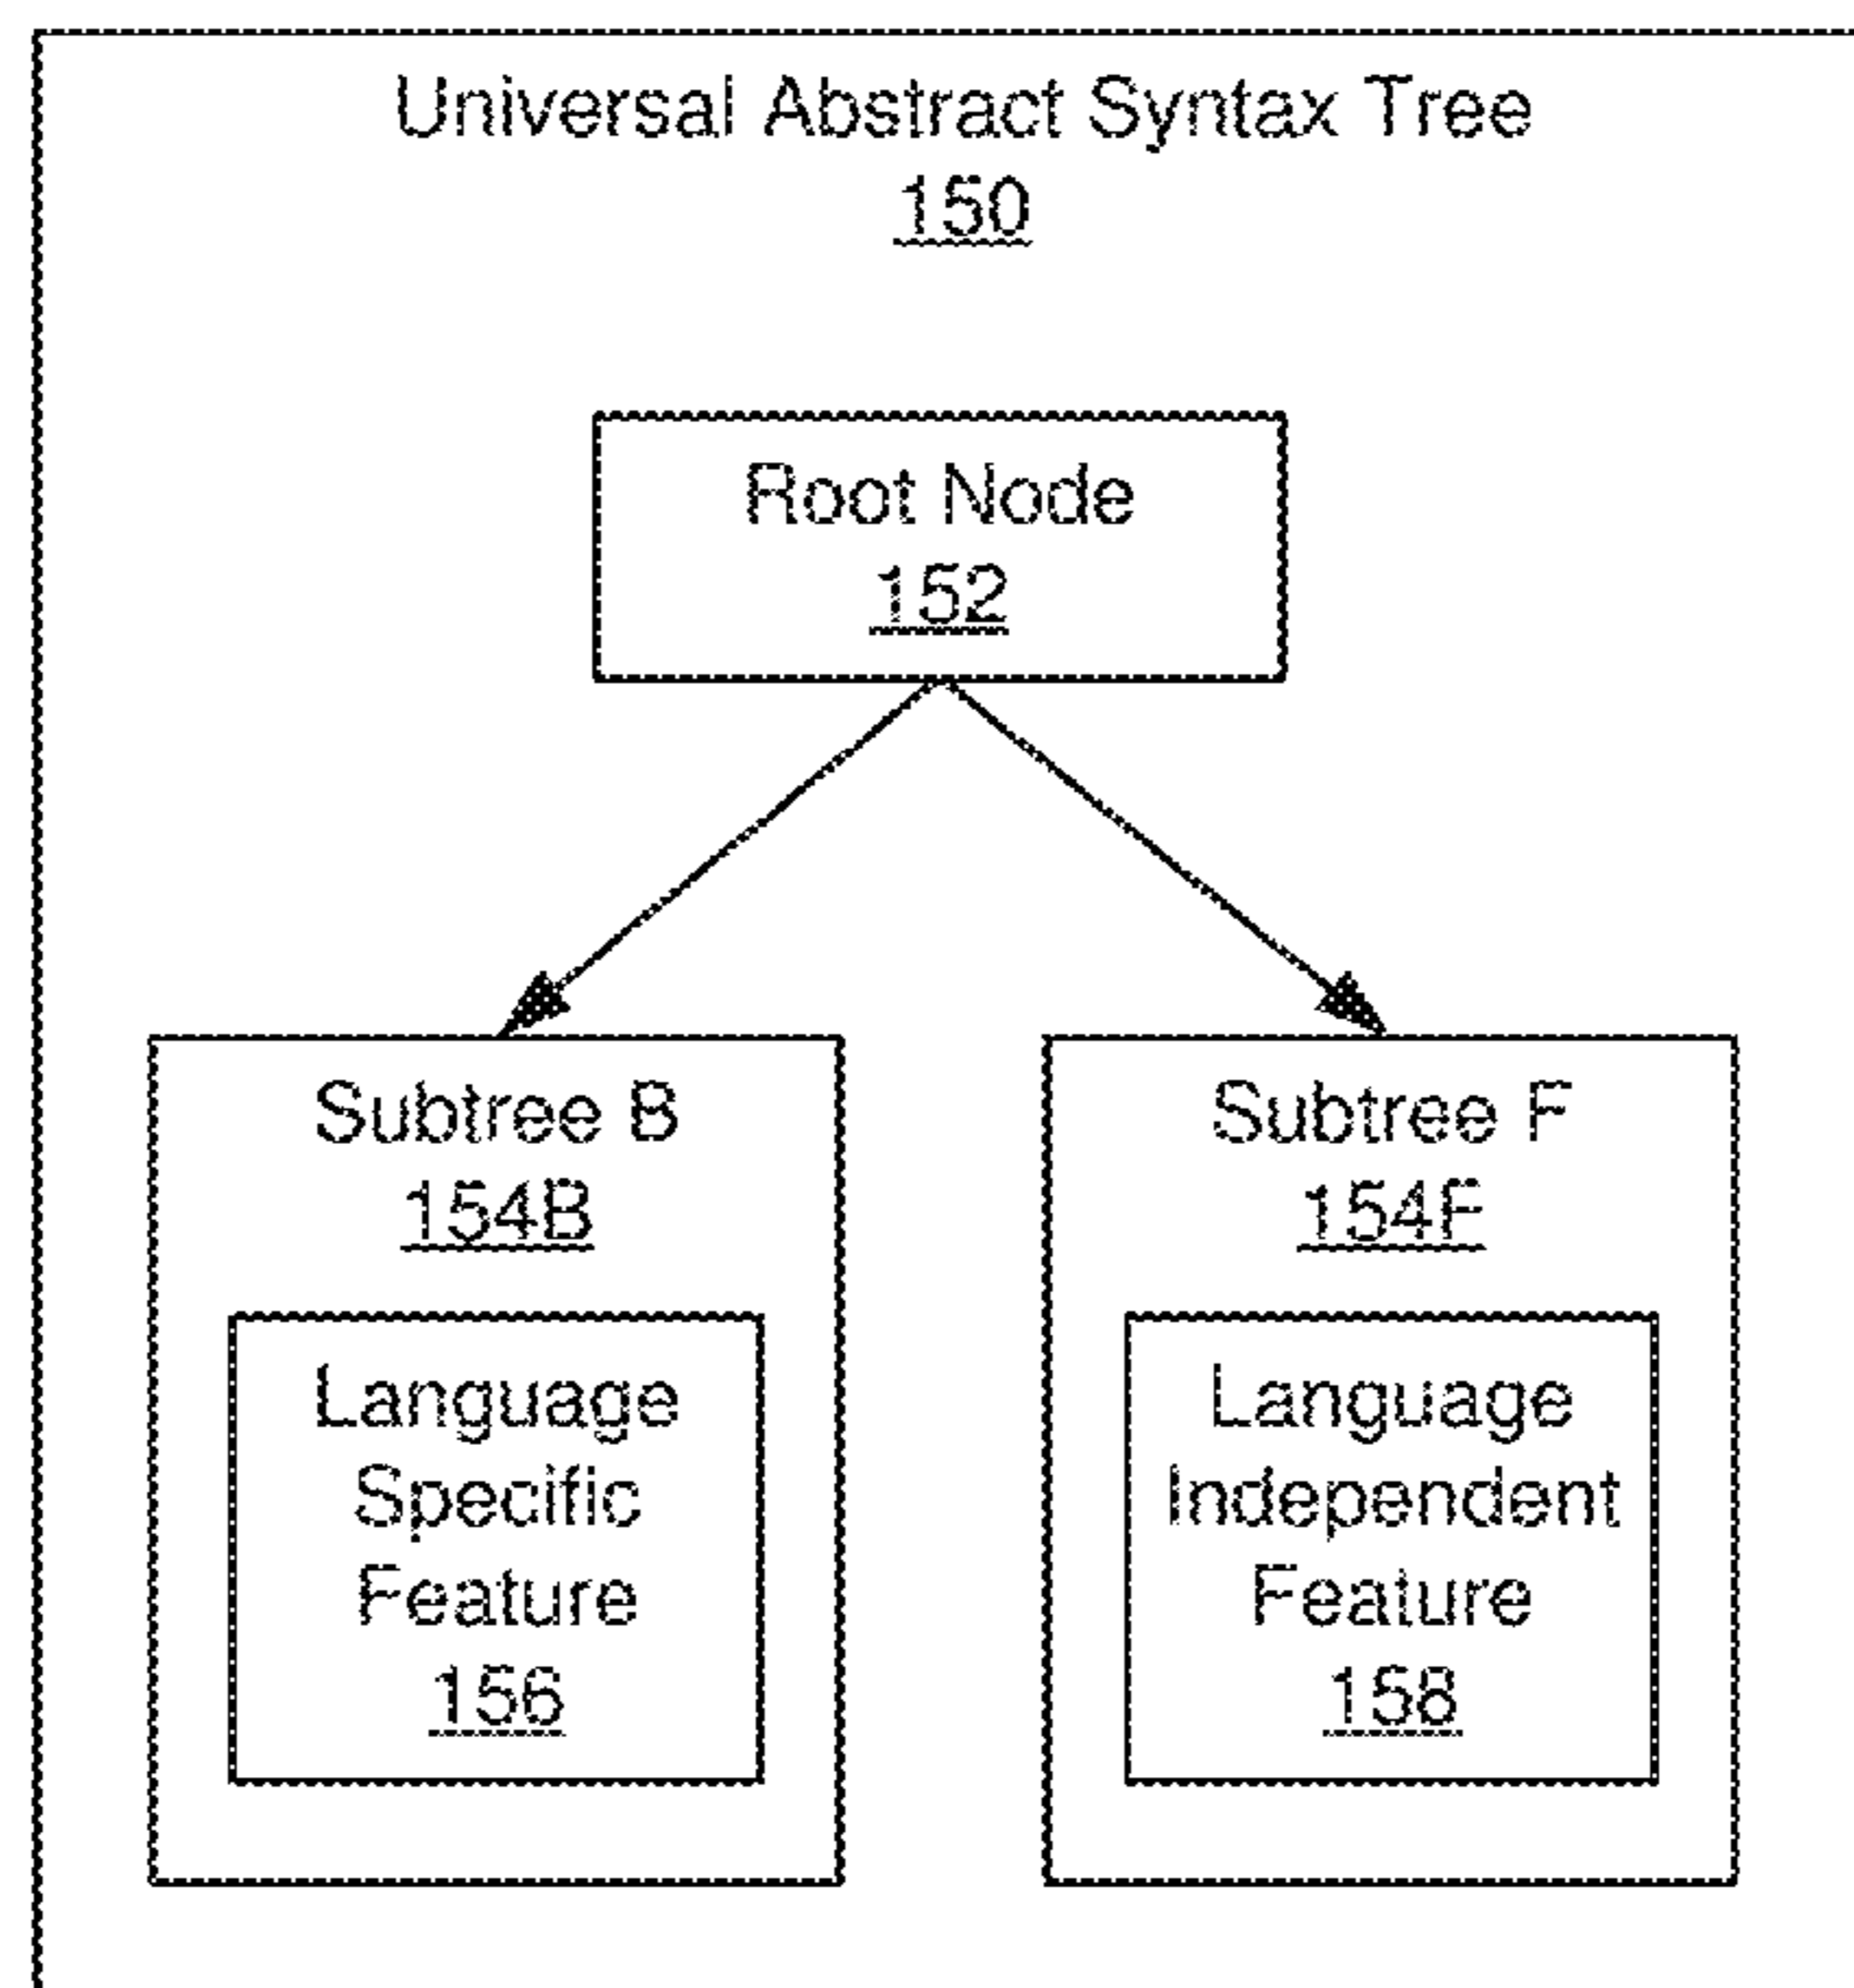 Universal Abstract Syntax Tree
150
Root Node
152
Subtree B
154B
Language
Specific
Feature
156
Subtree F
154F
Language
Independent
Feature
158